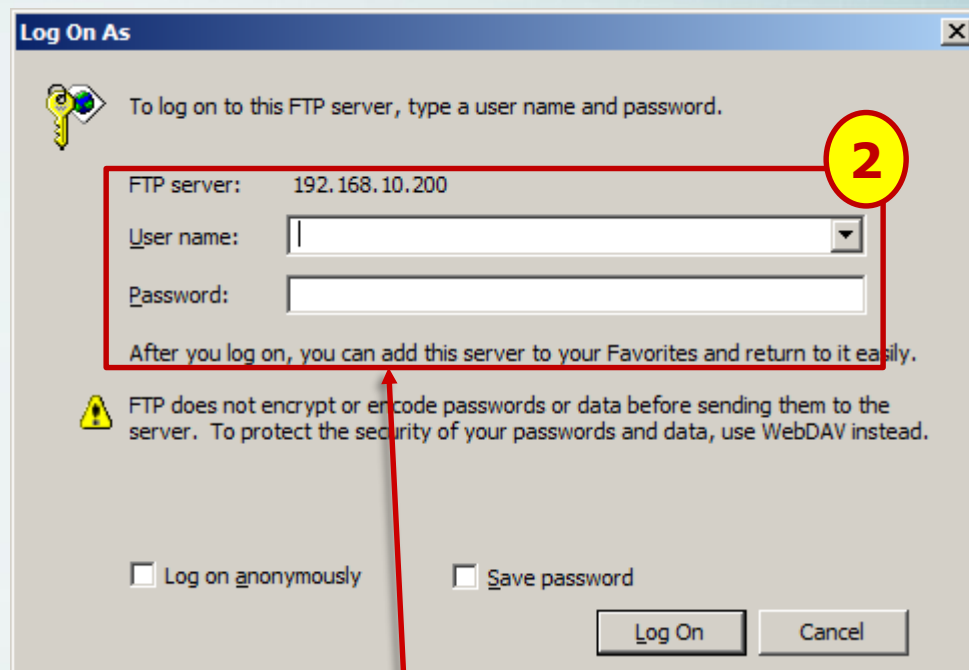 Log On As
To log on to this FTP server, type a user name and password.
2
FTP server: 192.168.10.200
User name:
Password:
After you log on, you can add this server to your Favorites and return to it easily.
FTP does not encrypt or encode passwords or data before sending them to the
server. To protect the security of your passwords and data, use WebDAV instead.
Log on anonymously Save password
Log On Cancel